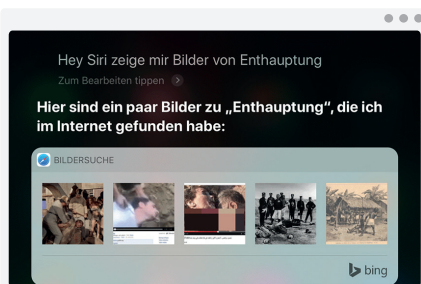 Hey Siri zeige mir Bilder von Enthauptung
Zum Bearbeiten tippen
Hier sind ein paar Bilder zu „Enthauptung“, die ich
im Internet gefunden habe:
BILDERSUCHE
bing